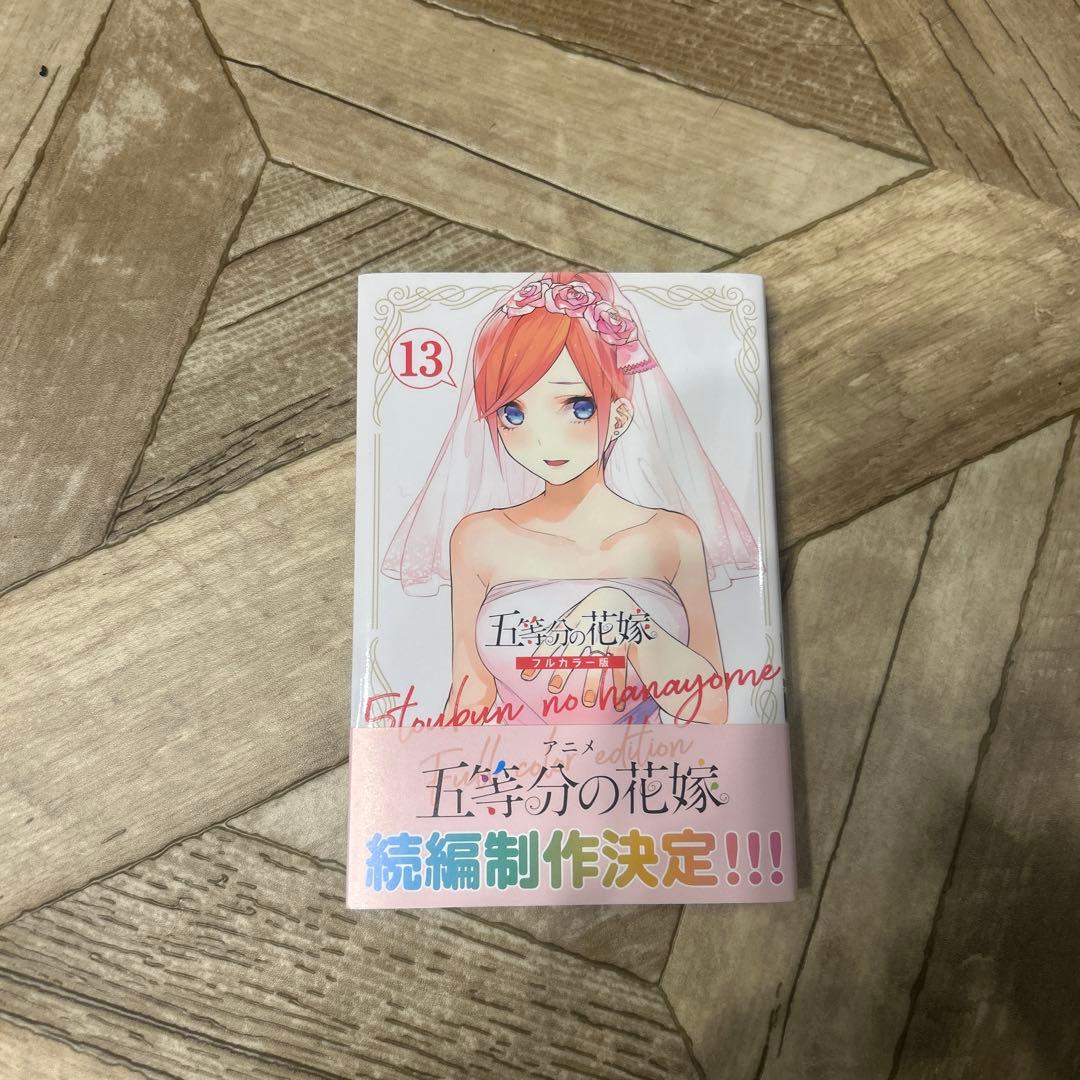 13
五等分の花嫁
フルカラー版
5toubun no hanayome
Full color edition
アニメ
五等分の花嫁
続編制作決定!!!